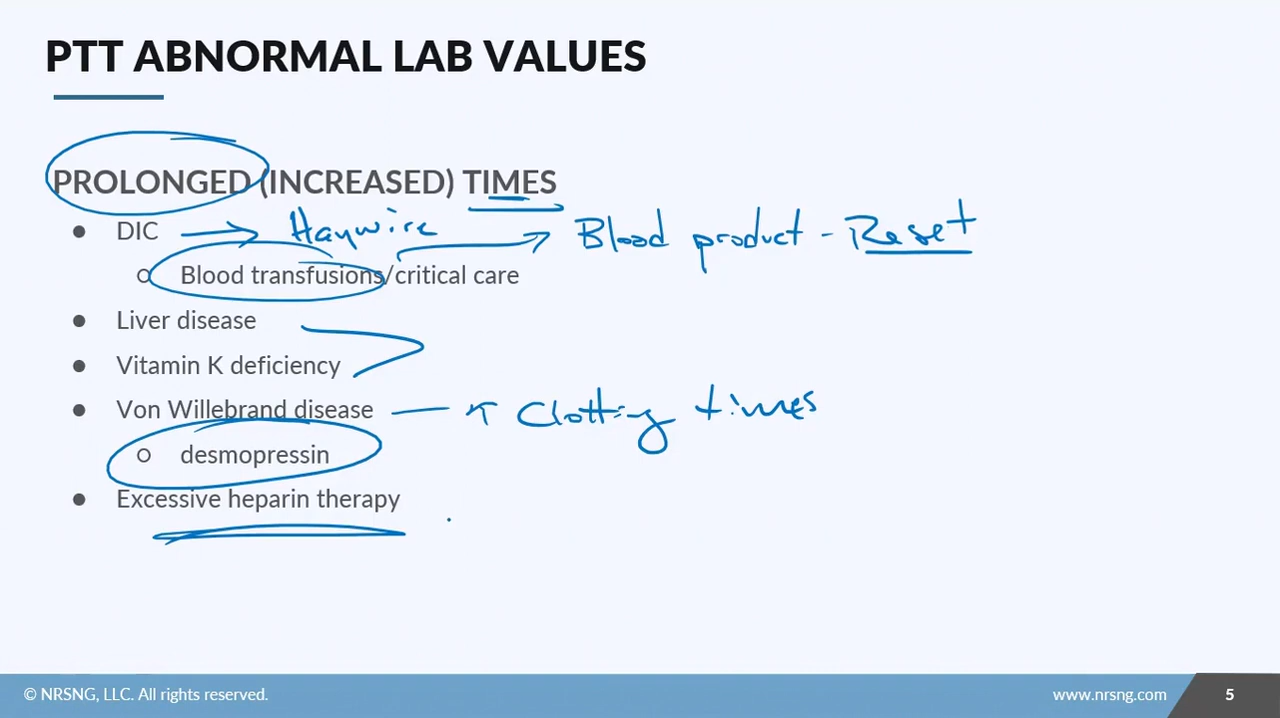 PTT ABNORMAL LAB VALUES
PROLONGED (INCREASED) TIMES
● DIC → Haywire → Blood product - Reset
○ Blood transfusions/critical care
● Liver disease
● Vitamin K deficiency
● Von Willebrand disease — ↑ Clotting times
○ desmopressin
● Excessive heparin therapy
© NRSNG, LLC. All rights reserved.
www.nrsng.com
5